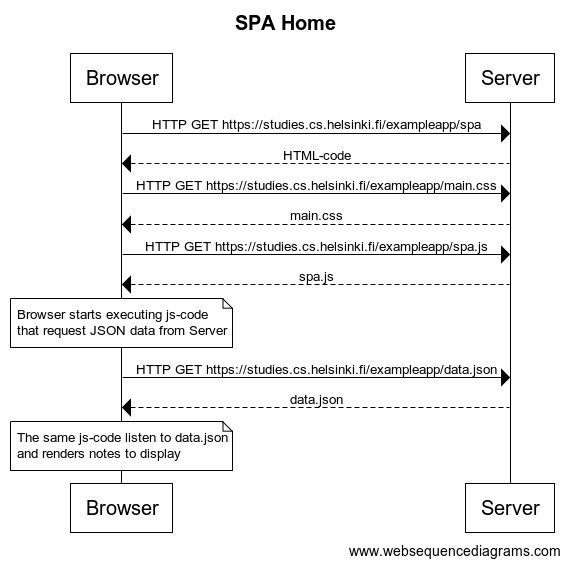 SPA Home
Browser
Server
HTTP GET https://studies.cs.helsinki.fi/exampleapp/spa
HTML-code
HTTP GET https://studies.cs.helsinki.fi/exampleapp/main.css
main.css
HTTP GET https://studies.cs.helsinki.fi/exampleapp/spa.js
spa.js
Browser starts executing js-code
that request JSON data from Server
HTTP GET https://studies.cs.helsinki.fi/exampleapp/data.json
data.json
The same js-code listen to data.json
and renders notes to display
Browser
Server
www.websequencediagrams.com